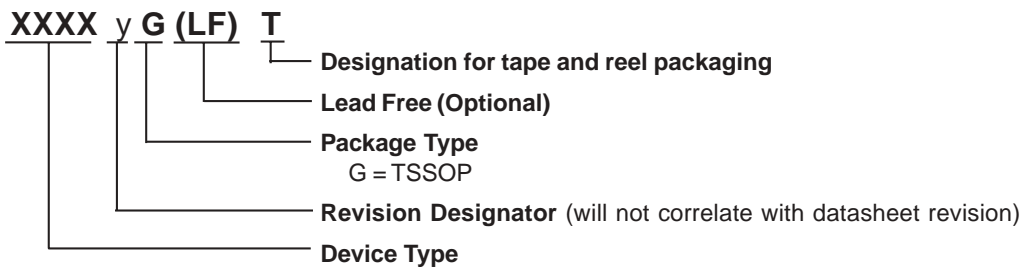 XXXX y G (LF) T
Designation for tape and reel packaging
Lead Free (Optional)
Package Type
G = TSSOP
Revision Designator (will not correlate with datasheet revision)
Device Type